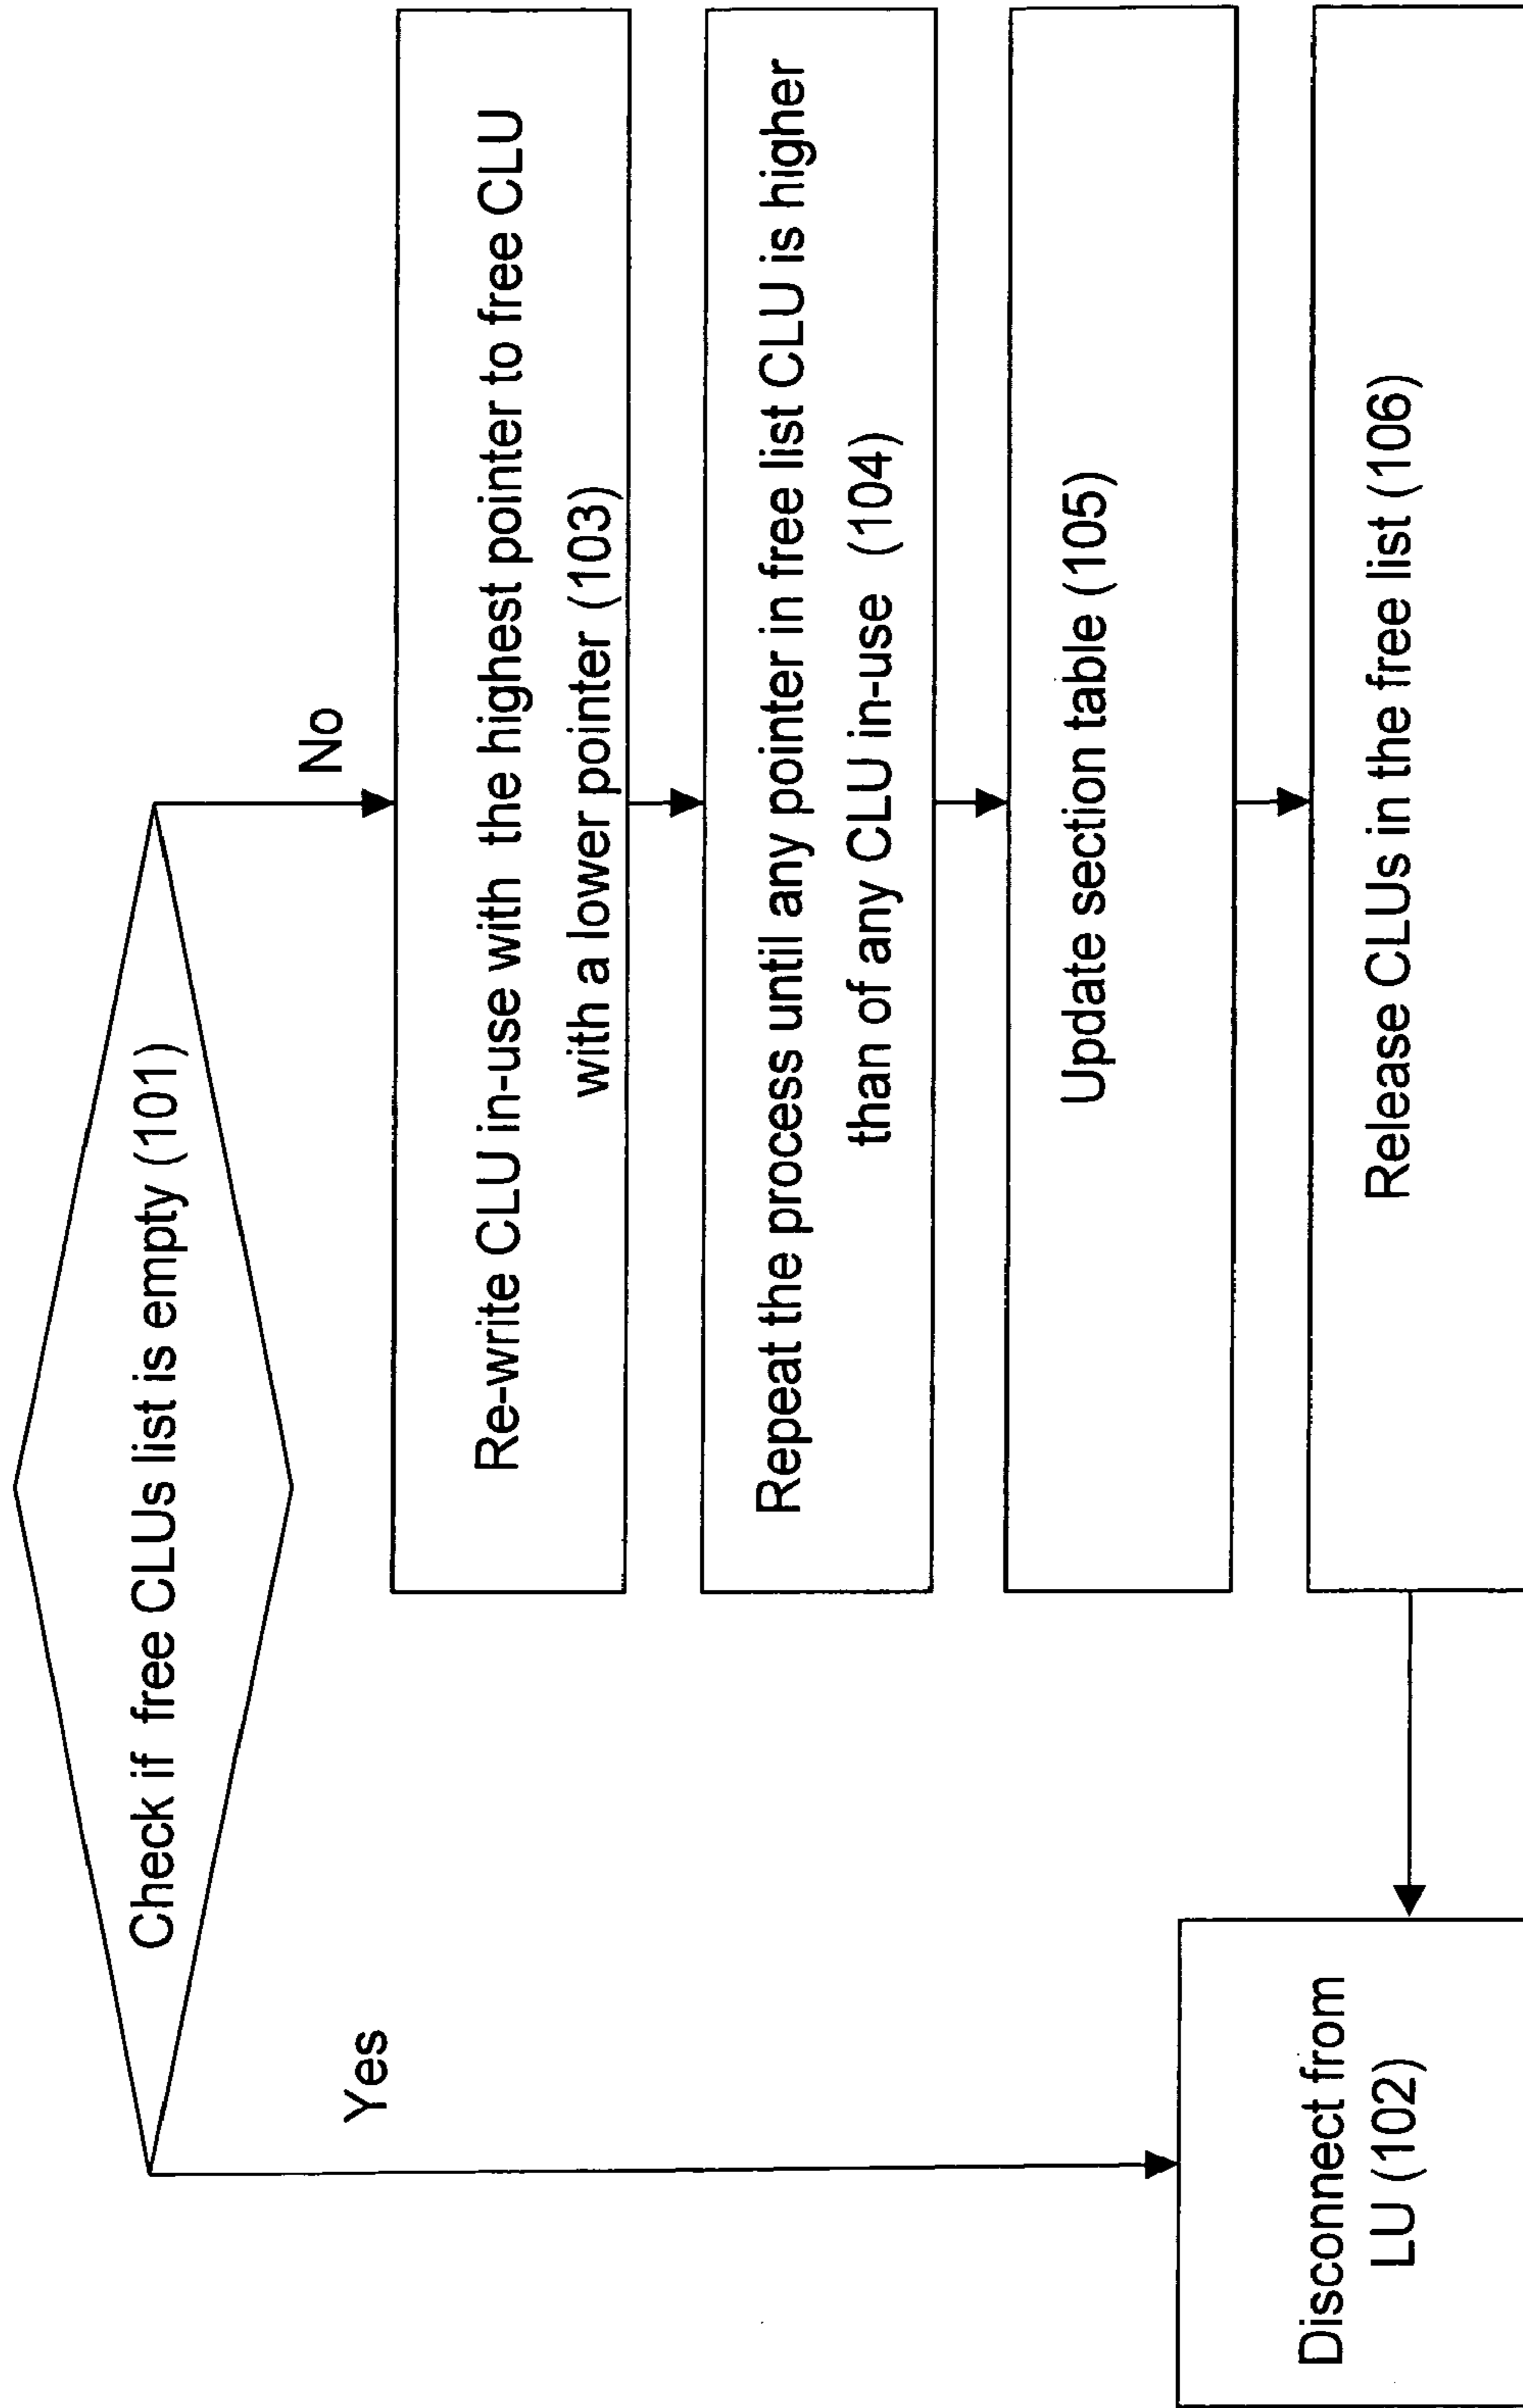 Check if free CLUs list is empty (101)
Yes
No
Re-write CLU in-use with the highest pointer to free CLU
with a lower pointer (103)
Repeat the process until any pointer in free list CLU is higher
than of any CLU in-use (104)
Update section table (105)
Release CLUs in the free list (106)
Disconnect from
LU (102)